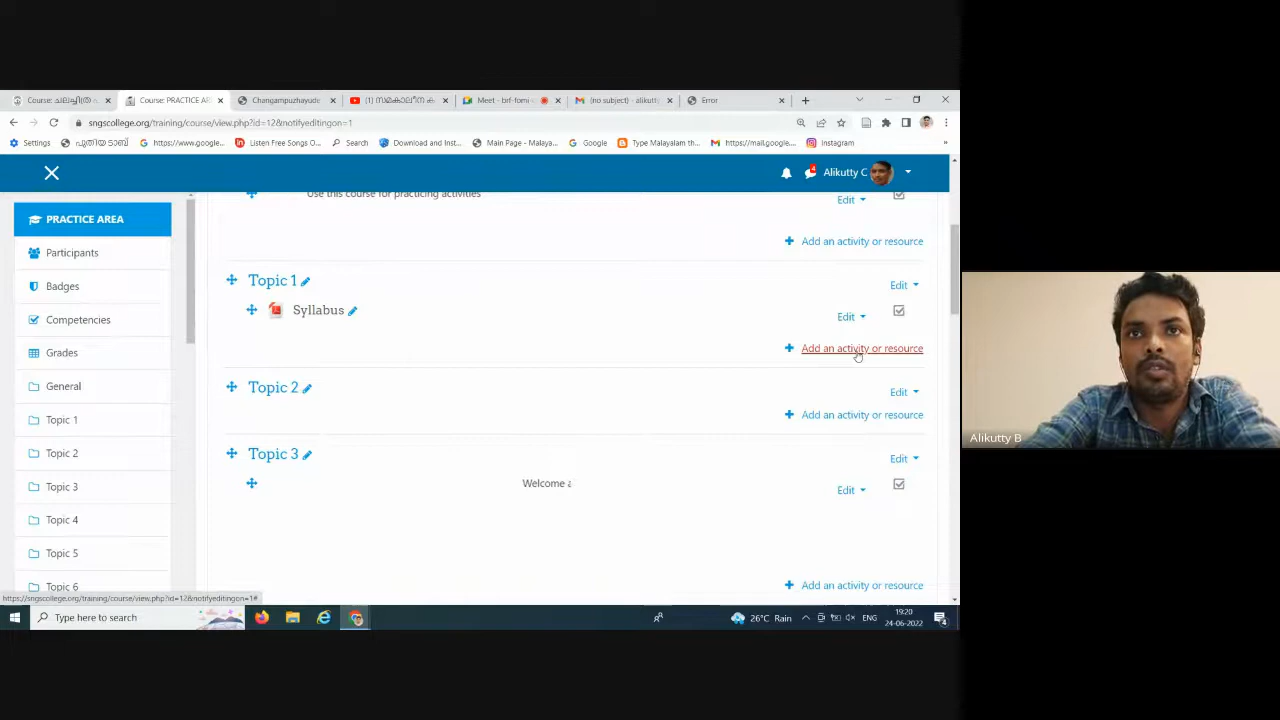 Course: ചലച്ചിത്ര
Course: PRACTICE AR
Changampuzhayude
(1) സമകാലീന ക
Meet - brf-fomi-
(no subject) - alikutt
Error
sngscollege.org/training/course/view.php?id=12&notifyeditingon=1
Settings
പുതിയ ടാബ്
https://www.google...
Listen Free Songs O...
Search
Download and Inst...
Main Page - Malaya...
Google
Type Malayalam th...
https://mail.google...
Instagram
4
Alikutty C
PRACTICE AREA
Participants
Badges
Competencies
Grades
General
Topic 1
Topic 2
Topic 3
Topic 4
Topic 5
Topic 6
Use this course for practicing activities
Edit
Add an activity or resource
Topic 1
Edit
Syllabus
Edit
Add an activity or resource
Topic 2
Edit
Add an activity or resource
Topic 3
Edit
Welcome a
Edit
Add an activity or resource
https://sngscollege.org/training/course/view.php?id=12&notifyeditingon=1#
Type here to search
26°C Rain
ENG
19:20
24-06-2022
4
Alikutty B